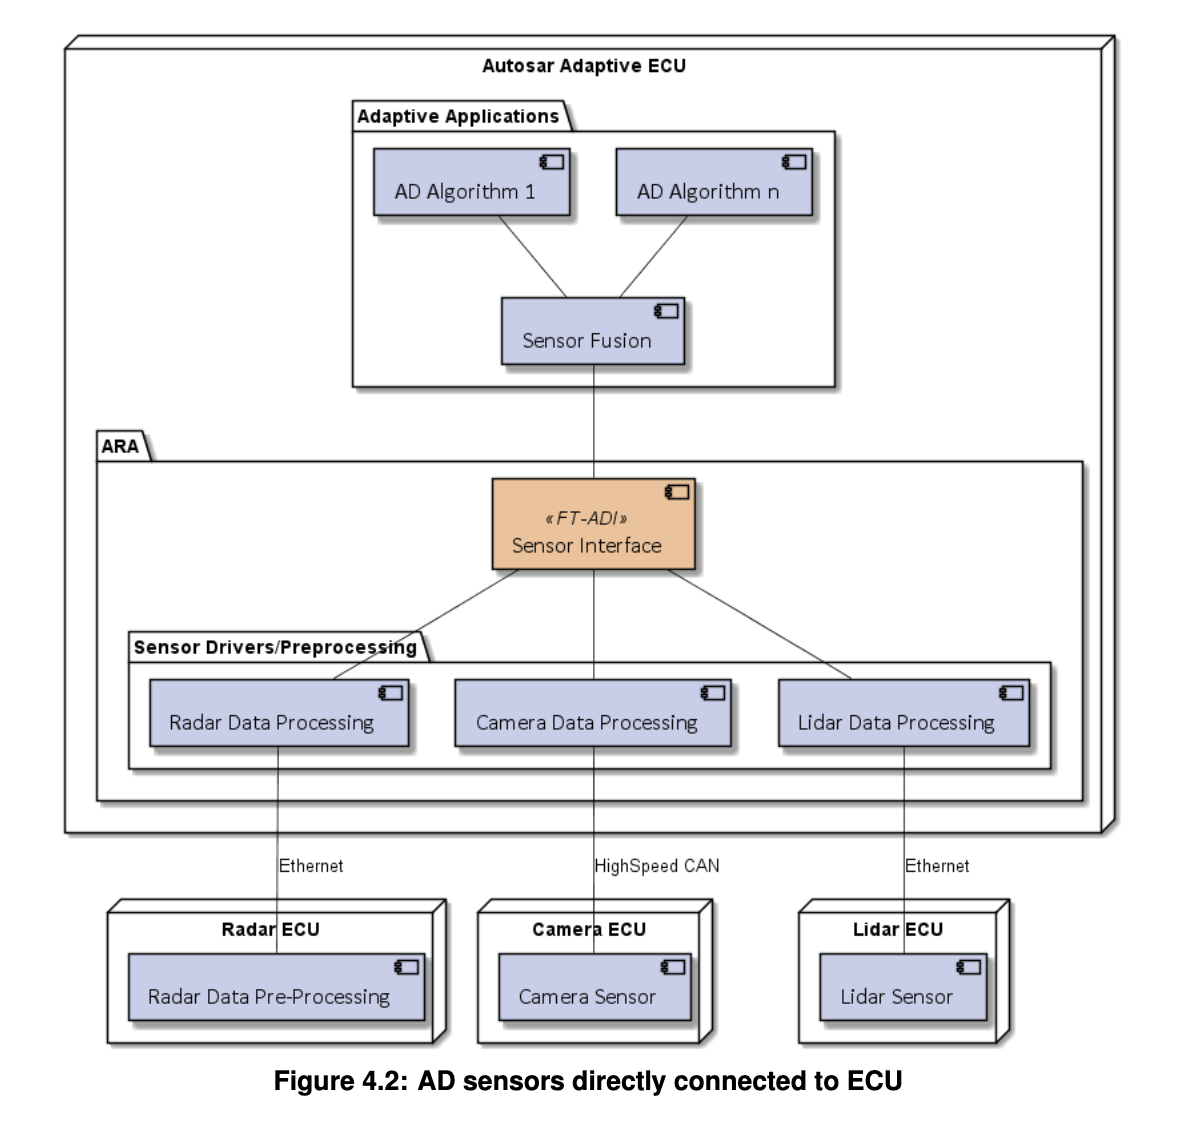 Autosar Adaptive ECU
Adaptive Applications
AD Algorithm 1
AD Algorithm n
Sensor Fusion
ARA
«FT-ADI»
Sensor Interface
Sensor Drivers/Preprocessing
Radar Data Processing
Camera Data Processing
Lidar Data Processing
Ethernet
HighSpeed CAN
Ethernet
Radar ECU
Camera ECU
Lidar ECU
Radar Data Pre-Processing
Camera Sensor
Lidar Sensor
Figure 4.2: AD sensors directly connected to ECU